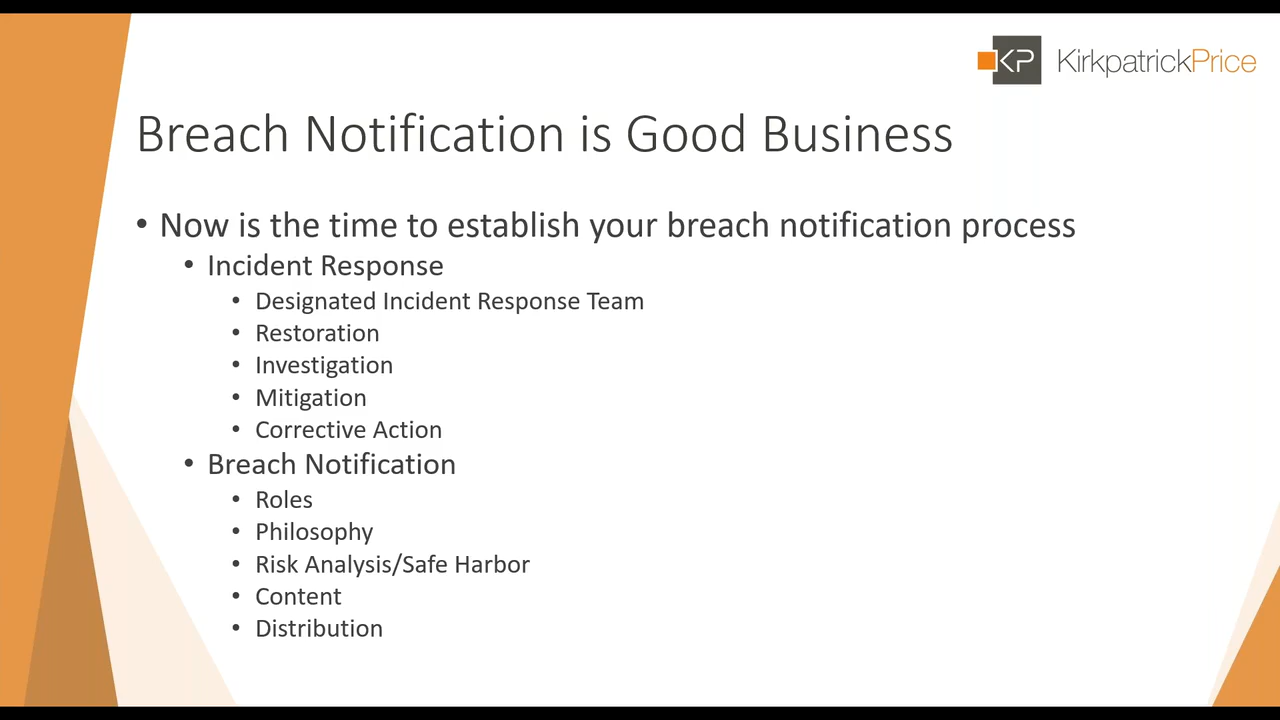 KP KirkpatrickPrice
Breach Notification is Good Business
• Now is the time to establish your breach notification process
• Incident Response
• Designated Incident Response Team
• Restoration
• Investigation
• Mitigation
• Corrective Action
• Breach Notification
• Roles
• Philosophy
• Risk Analysis/Safe Harbor
• Content
• Distribution